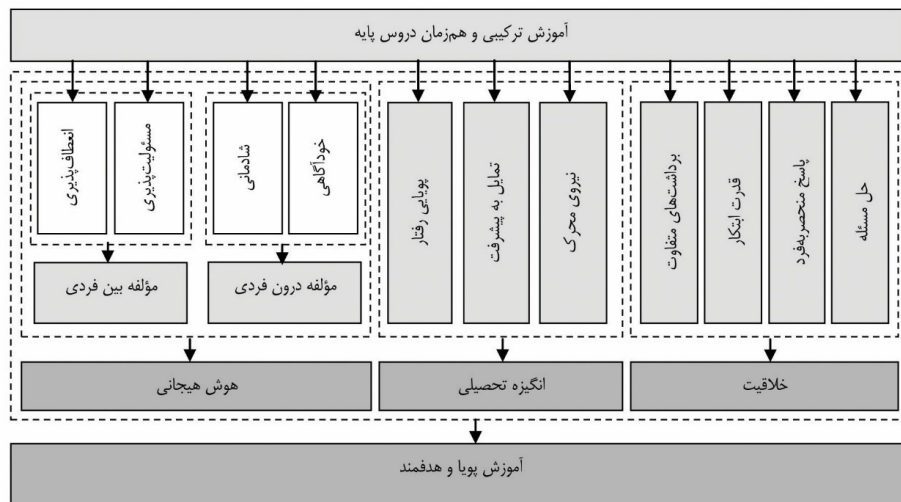 آموزش ترکیبی و هم‌زمان دروس پایه
حل مسئله
پاسخ منحصربه‌فرد
قدرت ابتکار
برداشت‌های متفاوت
نیروی محرک
تمایل به پیشرفت
پویایی رفتار
خودآگاهی
شادمانی
مسئولیت‌پذیری
انعطاف‌پذیری
مؤلفه درون فردی
مؤلفه بین فردی
خلاقیت
انگیزه تحصیلی
هوش هیجانی
آموزش پویا و هدفمند